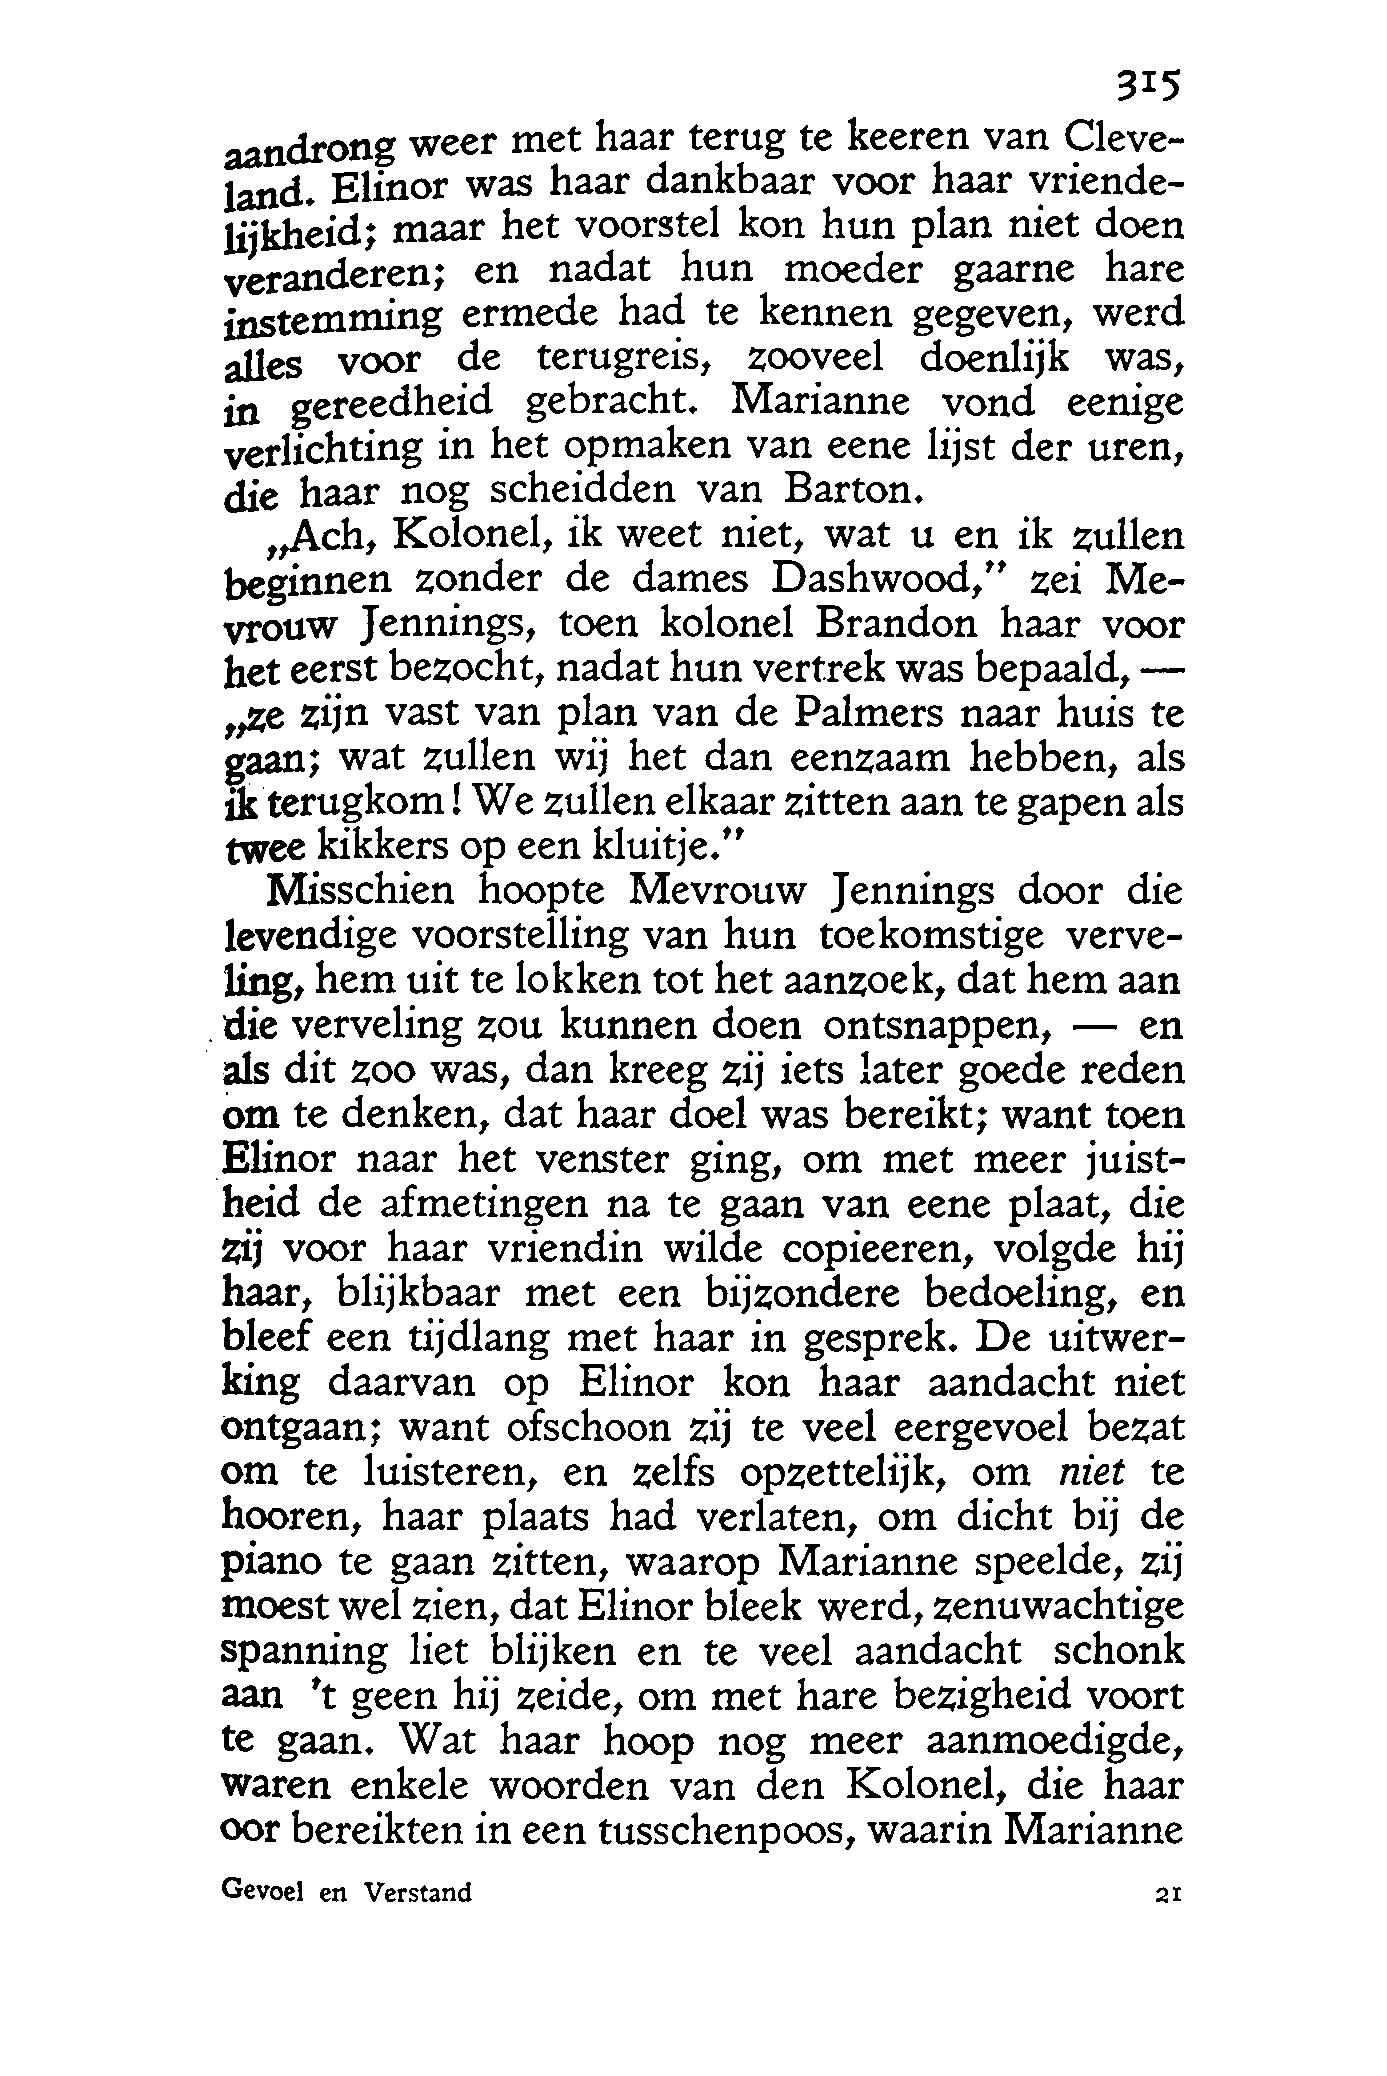 315
aandrong weer met haar terug te keeren van Cleve-
land. Elinor was haar dankbaar voor haar vriende-
lijkheid; maar het voorstel kon hun plan niet doen
veranderen; en nadat hun moeder gaarne hare
instemming ermede had te kennen gegeven, werd
alles voor de terugreis, zooveel doenlijk was,
in gereedheid gebracht. Marianne vond eenige
verlichting in het opmaken van eene lijst der uren,
die haar nog scheidden van Barton.
„Ach, Kolonel, ik weet niet, wat u en ik zullen
beginnen zonder de dames Dashwood,” zei Me-
vrouw Jennings, toen kolonel Brandon haar voor
het eerst bezocht, nadat hun vertrek was bepaald, —
„ze zijn vast van plan van de Palmers naar huis te
gaan; wat zullen wij het dan eenzaam hebben, als
ik terugkom! We zullen elkaar zitten aan te gapen als
twee kikkers op een kluitje.”
Misschien hoopte Mevrouw Jennings door die
levendige voorstelling van hun toekomstige verve-
ling, hem uit te lokken tot het aanzoek, dat hem aan
die verveling zou kunnen doen ontsnappen, — en
als dit zoo was, dan kreeg zij iets later goede reden
om te denken, dat haar doel was bereikt; want toen
Elinor naar het venster ging, om met meer juist-
heid de afmetingen na te gaan van eene plaat, die
zij voor haar vriendin wilde copieeren, volgde hij
haar, blijkbaar met een bijzondere bedoeling, en
bleef een tijdlang met haar in gesprek. De uitwer-
king daarvan op Elinor kon haar aandacht niet
ontgaan; want ofschoon zij te veel eergevoel bezat
om te luisteren, en zelfs opzettelijk, om niet te
hooren, haar plaats had verlaten, om dicht bij de
piano te gaan zitten, waarop Marianne speelde, zij
moest wel zien, dat Elinor bleek werd, zenuwachtige
spanning liet blijken en te veel aandacht schonk
aan 't geen hij zeide, om met hare bezigheid voort
te gaan. Wat haar hoop nog meer aanmoedigde,
waren enkele woorden van den Kolonel, die haar
oor bereikten in een tusschenpoos, waarin Marianne
Gevoel en Verstand 21